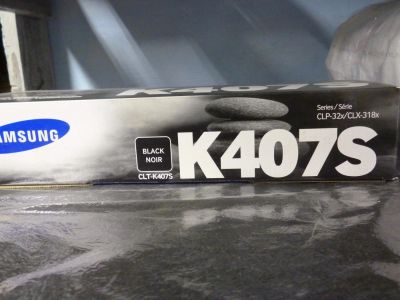 SAMSUNG
BLACK
NOIR
CLT-K407S
K407S
Series/Série
CLP-32x/CLX-318x